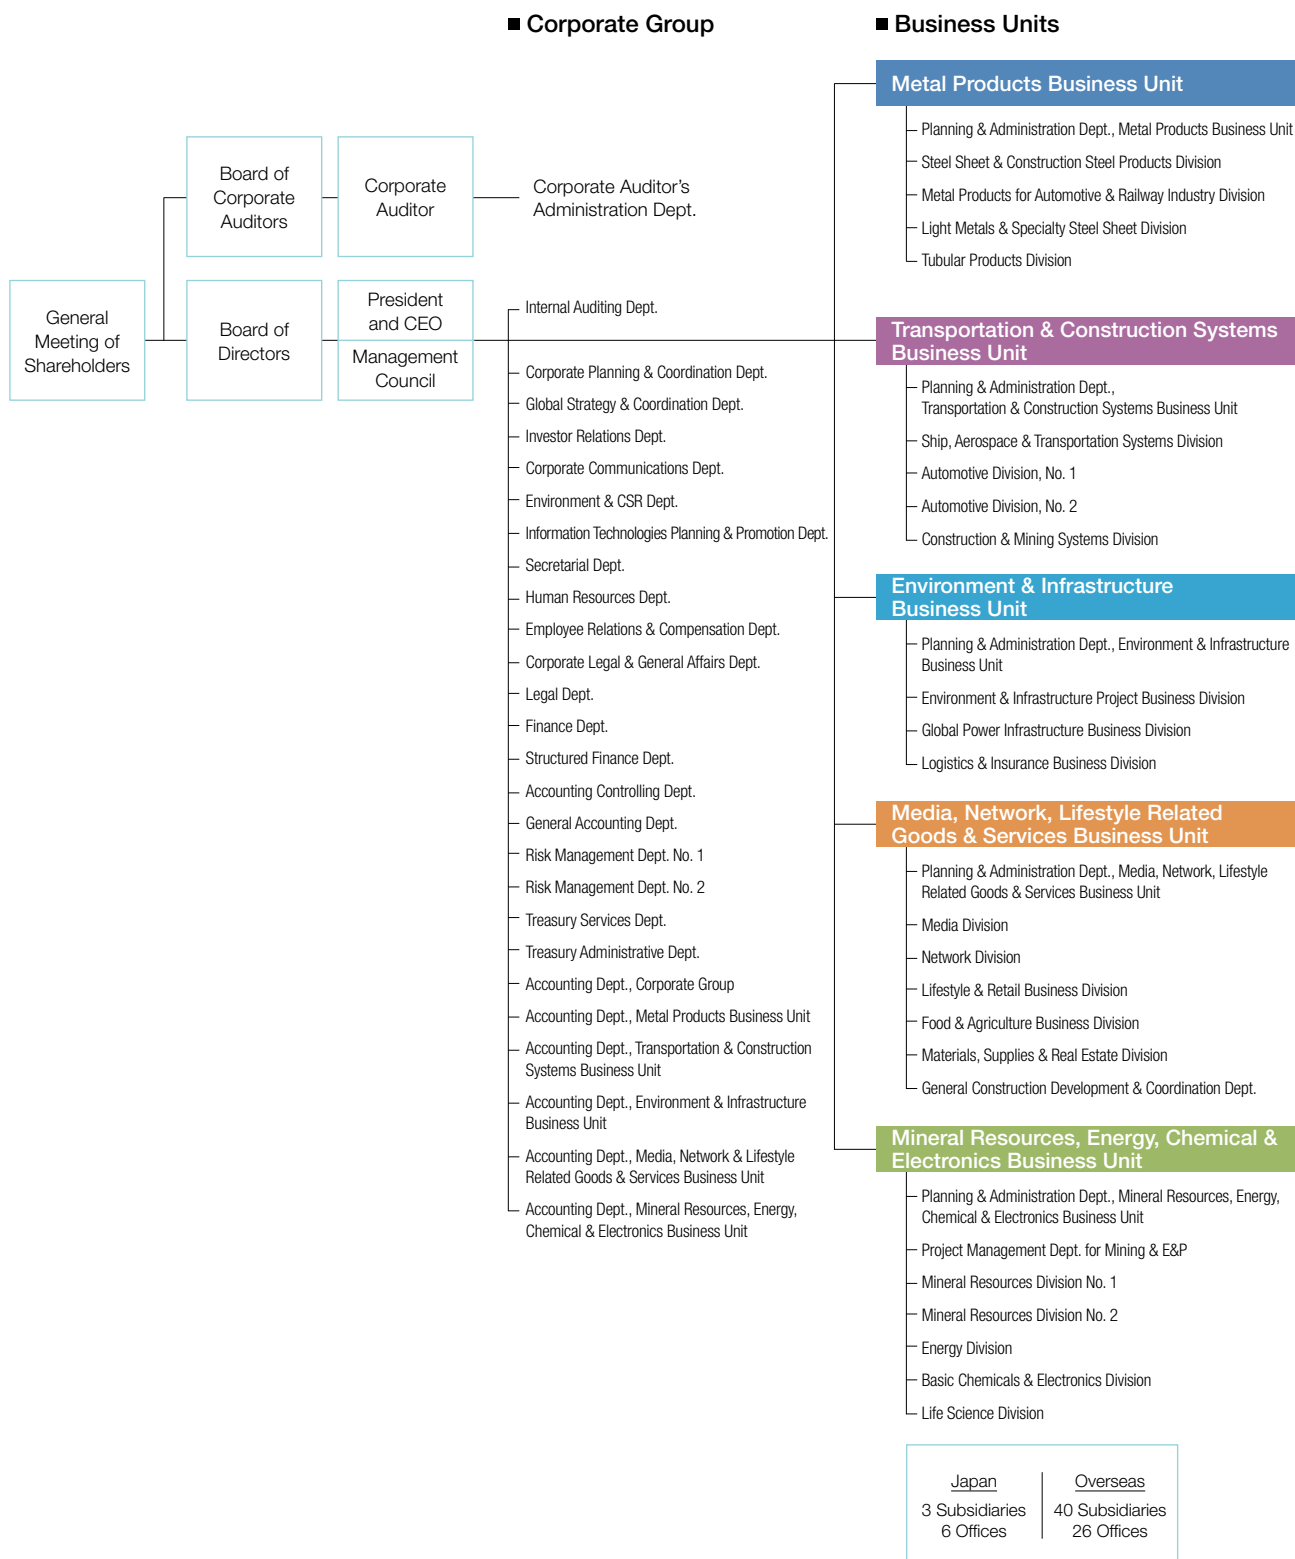 ■ Corporate Group
■ Business Units
General
Meeting of
Shareholders
Board of
Corporate
Auditors
Corporate
Auditor
Corporate Auditor's
Administration Dept.
Board of
Directors
President
and CEO
Management
Council
Internal Auditing Dept.
Corporate Planning & Coordination Dept.
Global Strategy & Coordination Dept.
Investor Relations Dept.
Corporate Communications Dept.
Environment & CSR Dept.
Information Technologies Planning & Promotion Dept.
Secretarial Dept.
Human Resources Dept.
Employee Relations & Compensation Dept.
Corporate Legal & General Affairs Dept.
Legal Dept.
Finance Dept.
Structured Finance Dept.
Accounting Controlling Dept.
General Accounting Dept.
Risk Management Dept. No. 1
Risk Management Dept. No. 2
Treasury Services Dept.
Treasury Administrative Dept.
Accounting Dept., Corporate Group
Accounting Dept., Metal Products Business Unit
Accounting Dept., Transportation & Construction
Systems Business Unit
Accounting Dept., Environment & Infrastructure
Business Unit
Accounting Dept., Media, Network & Lifestyle
Related Goods & Services Business Unit
Accounting Dept., Mineral Resources, Energy,
Chemical & Electronics Business Unit
Metal Products Business Unit
Planning & Administration Dept., Metal Products Business Unit
Steel Sheet & Construction Steel Products Division
Metal Products for Automotive & Railway Industry Division
Light Metals & Specialty Steel Sheet Division
Tubular Products Division
Transportation & Construction Systems
Business Unit
Planning & Administration Dept.,
Transportation & Construction Systems Business Unit
Ship, Aerospace & Transportation Systems Division
Automotive Division, No. 1
Automotive Division, No. 2
Construction & Mining Systems Division
Environment & Infrastructure
Business Unit
Planning & Administration Dept., Environment & Infrastructure
Business Unit
Environment & Infrastructure Project Business Division
Global Power Infrastructure Business Division
Logistics & Insurance Business Division
Media, Network, Lifestyle Related
Goods & Services Business Unit
Planning & Administration Dept., Media, Network, Lifestyle
Related Goods & Services Business Unit
Media Division
Network Division
Lifestyle & Retail Business Division
Food & Agriculture Business Division
Materials, Supplies & Real Estate Division
General Construction Development & Coordination Dept.
Mineral Resources, Energy, Chemical &
Electronics Business Unit
Planning & Administration Dept., Mineral Resources, Energy,
Chemical & Electronics Business Unit
Project Management Dept. for Mining & E&P
Mineral Resources Division No. 1
Mineral Resources Division No. 2
Energy Division
Basic Chemicals & Electronics Division
Life Science Division
Japan
3 Subsidiaries
6 Offices
Overseas
40 Subsidiaries
26 Offices